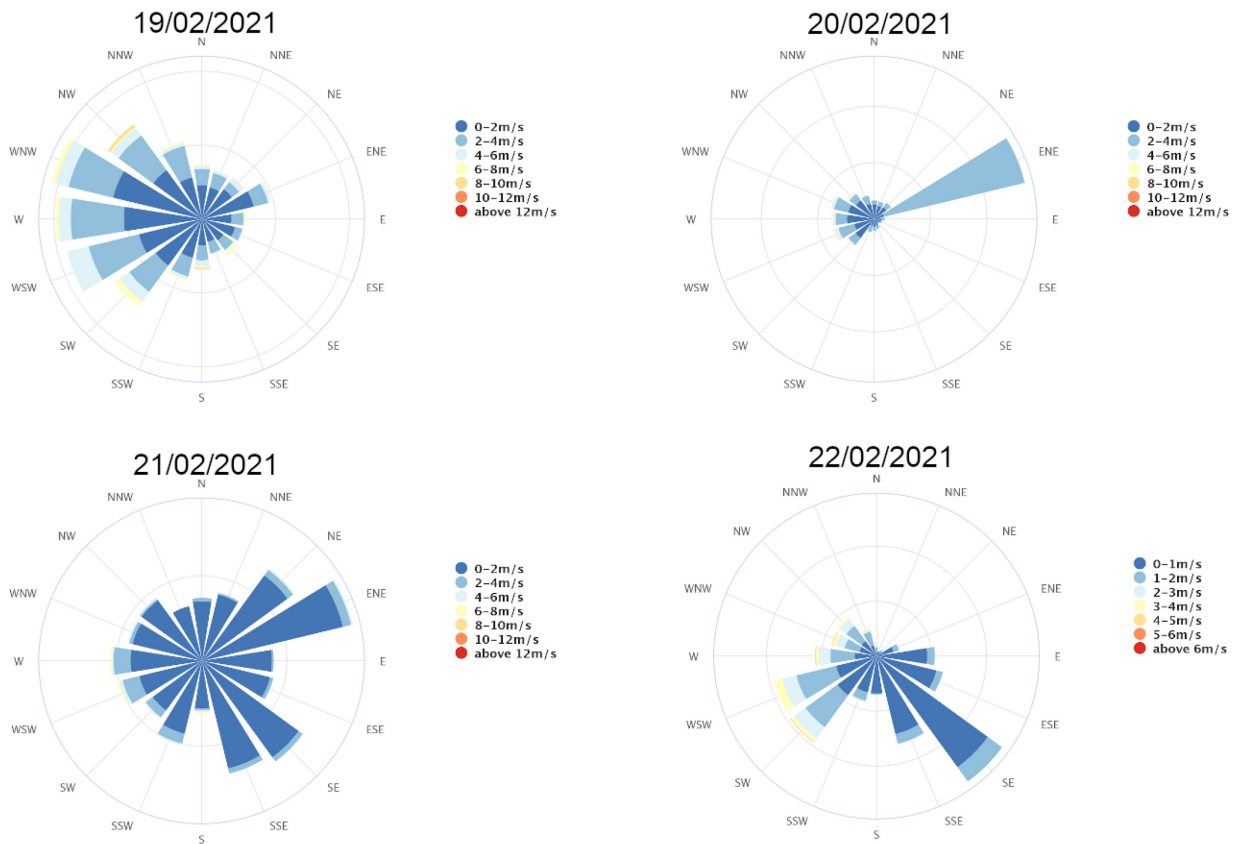 19/02/2021
N
NNE
NE
ENE
E
ESE
SE
SSE
S
SSW
SW
WSW
W
WNW
NW
NNW
0-2m/s
2-4m/s
4-6m/s
6-8m/s
8-10m/s
10-12m/s
above 12m/s
20/02/2021
N
NNE
NE
ENE
E
ESE
SE
SSE
S
SSW
SW
WSW
W
WNW
NW
NNW
0-2m/s
2-4m/s
4-6m/s
6-8m/s
8-10m/s
10-12m/s
above 12m/s
21/02/2021
N
NNE
NE
ENE
E
ESE
SE
SSE
S
SSW
SW
WSW
W
WNW
NW
NNW
0-2m/s
2-4m/s
4-6m/s
6-8m/s
8-10m/s
10-12m/s
above 12m/s
22/02/2021
N
NNE
NE
ENE
E
ESE
SE
SSE
S
SSW
SW
WSW
W
WNW
NW
NNW
0-1m/s
1-2m/s
2-3m/s
3-4m/s
4-5m/s
5-6m/s
above 6m/s